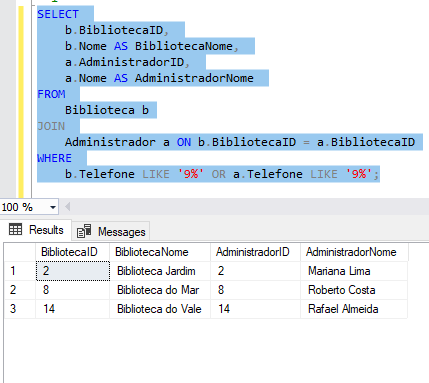 SELECT
b.BibliotecaID,
b.Nome AS BibliotecaNome,
a.AdministradorID,
a.Nome AS AdministradorNome
FROM
Biblioteca b
JOIN
Administrador a ON b.BibliotecaID = a.BibliotecaID
WHERE
b.Telefone LIKE '9%' OR a.Telefone LIKE '9%';
100 %
Results Messages
BibliotecaID BibliotecaNome AdministradorID AdministradorNome
1 2 Biblioteca Jardim 2 Mariana Lima
2 8 Biblioteca do Mar 8 Roberto Costa
3 14 Biblioteca do Vale 14 Rafael Almeida